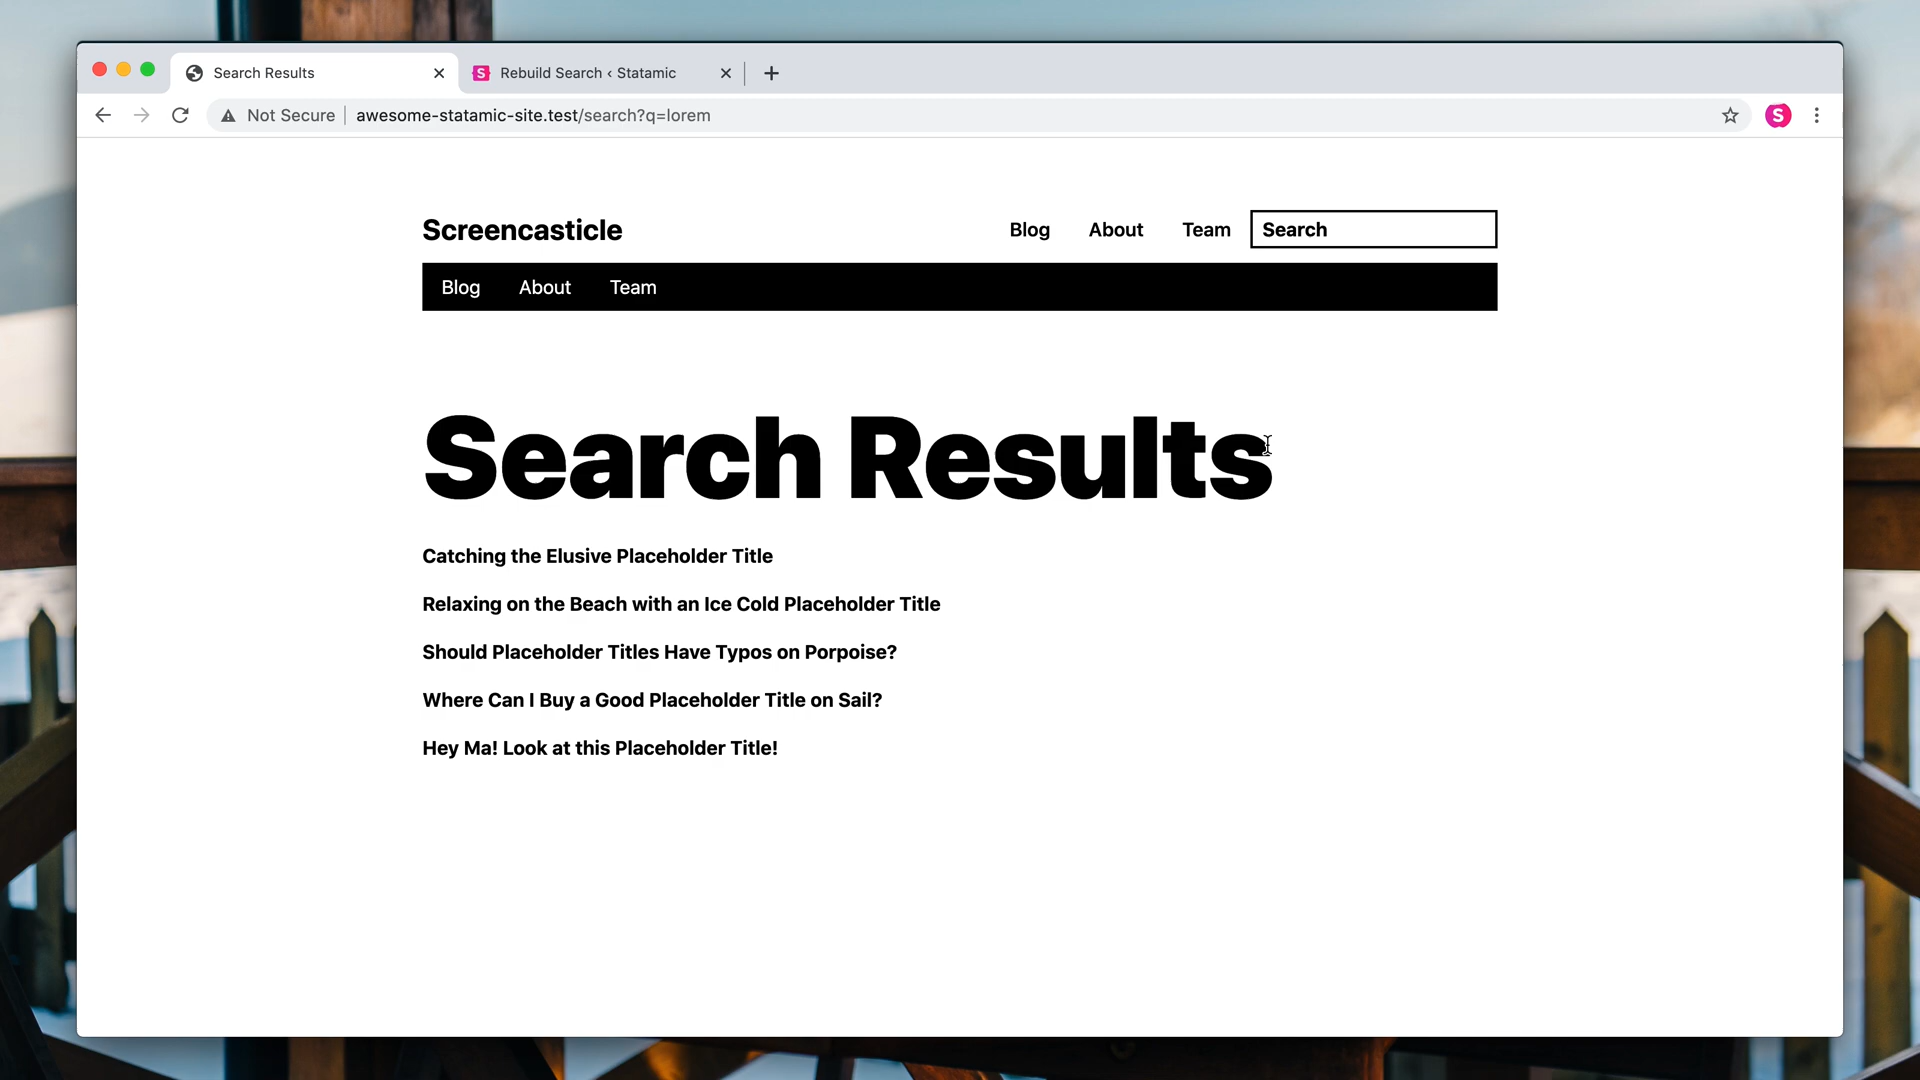 Search Results
S Rebuild Search ‹ Statamic
Not Secure awesome-statamic-site.test/search?q=lorem S
Screencasticle Blog About Team Search
Blog About Team
Search Results
Catching the Elusive Placeholder Title
Relaxing on the Beach with an Ice Cold Placeholder Title
Should Placeholder Titles Have Typos on Porpoise?
Where Can I Buy a Good Placeholder Title on Sail?
Hey Ma! Look at this Placeholder Title!